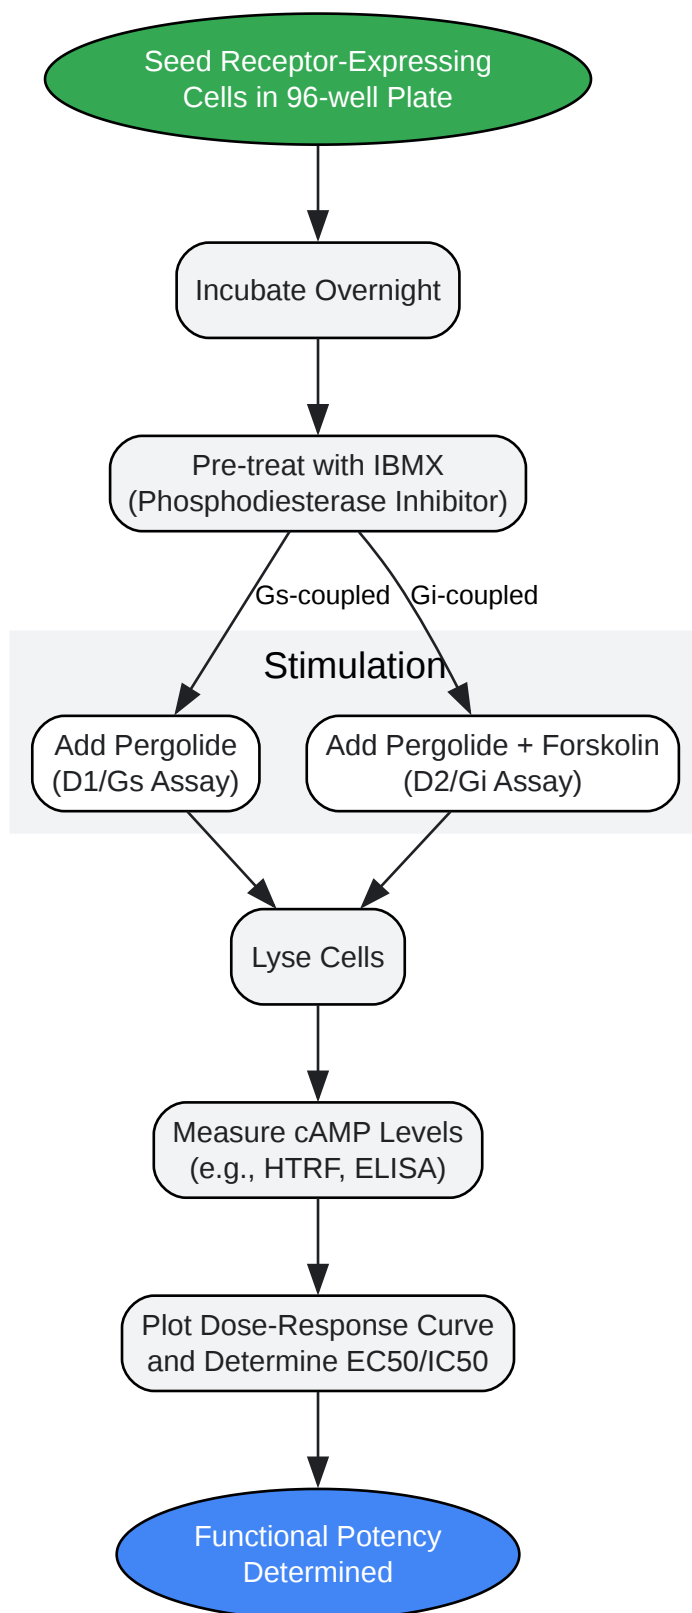 Seed Receptor-Expressing
Cells in 96-well Plate
Incubate Overnight
Pre-treat with IBMX
(Phosphodiesterase Inhibitor)
Gs-coupled
Gi-coupled
Stimulation
Add Pergolide
(D1/Gs Assay)
Add Pergolide + Forskolin
(D2/Gi Assay)
Lyse Cells
Measure cAMP Levels
(e.g., HTRF, ELISA)
Plot Dose-Response Curve
and Determine EC50/IC50
Functional Potency
Determined